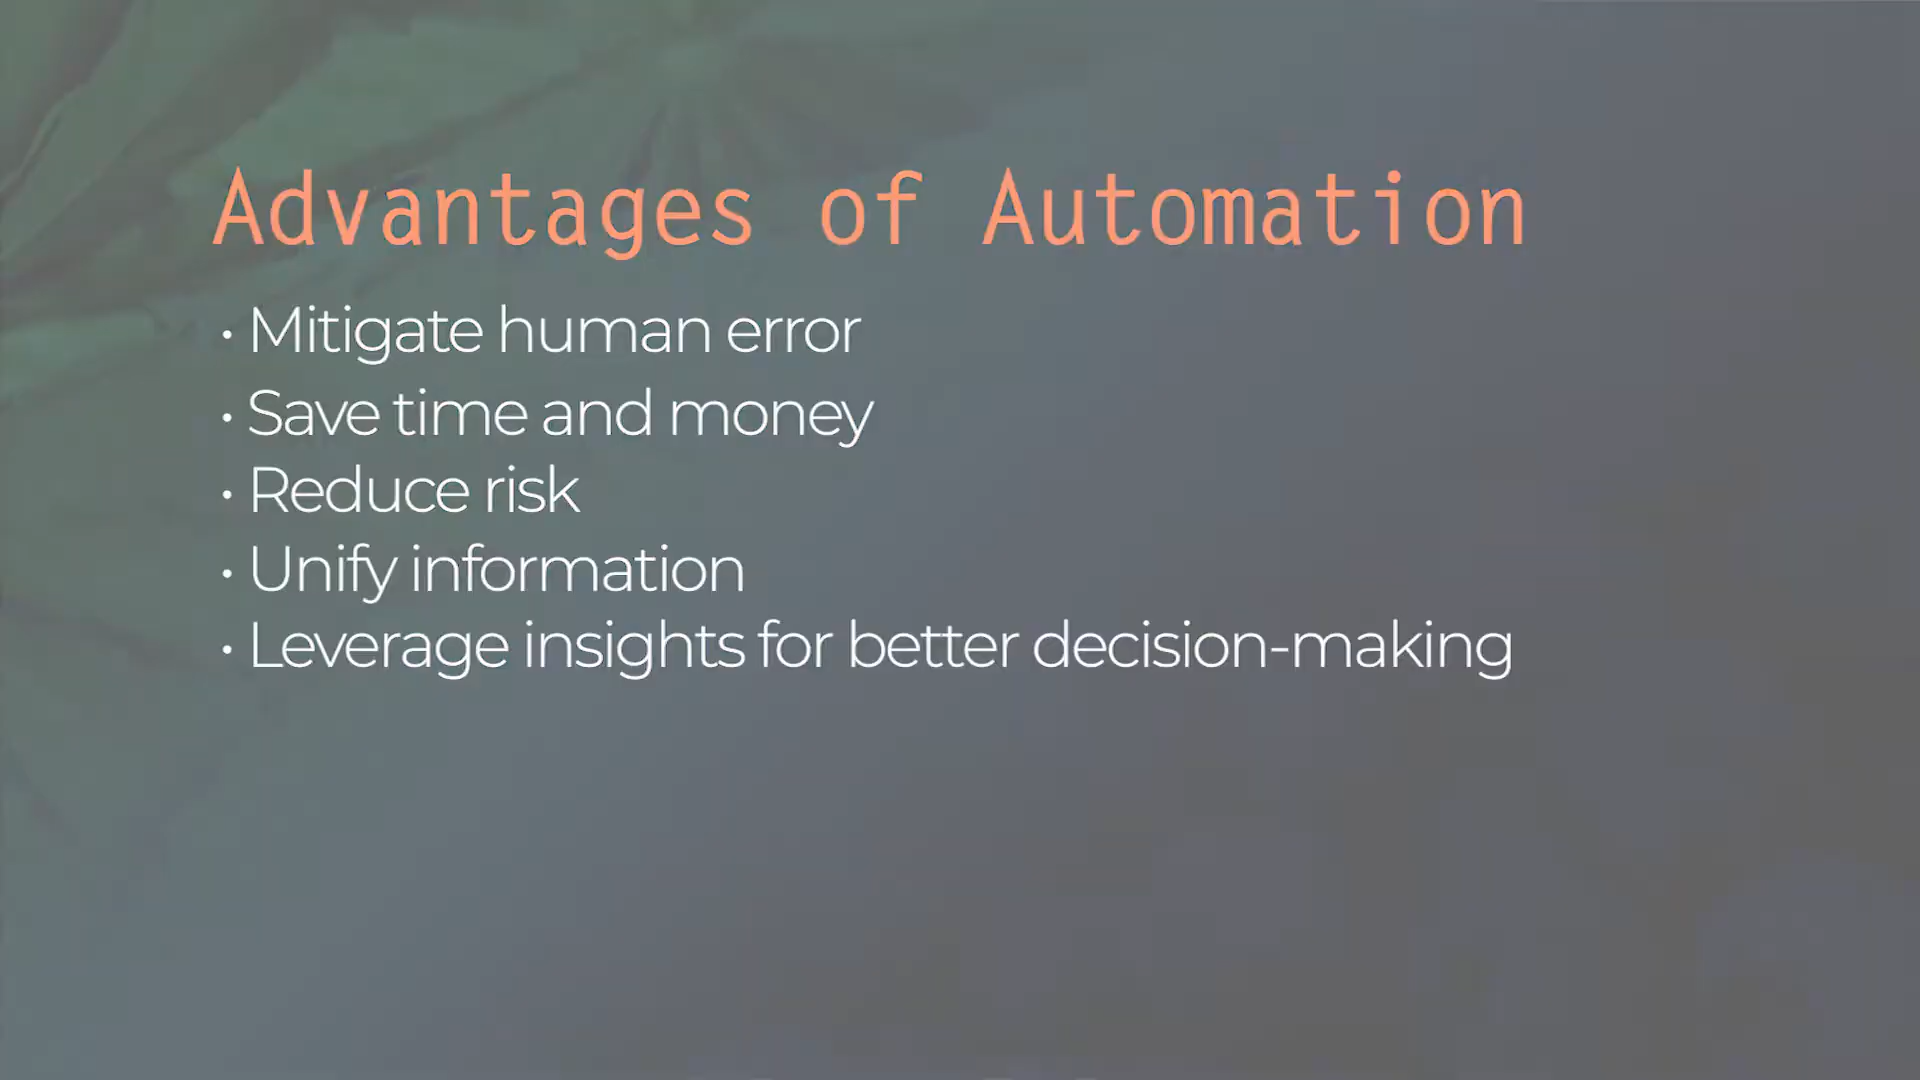 Advantages of Automation
• Mitigate human error
• Save time and money
• Reduce risk
• Unify information
• Leverage insights for better decision-making